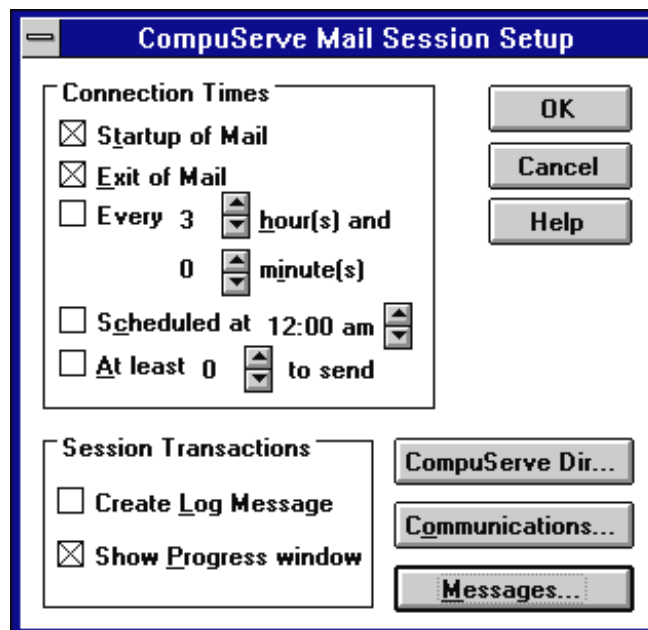 CompuServe Mail Session Setup
Connection Times
OK
Startup of Mail
Exit of Mail
Cancel
Every 3 hour(s) and
Help
0 minute(s)
Scheduled at 12:00 am
At least 0 to send
Session Transactions
CompuServe Dir...
Create Log Message
Communications...
Show Progress window
Messages...